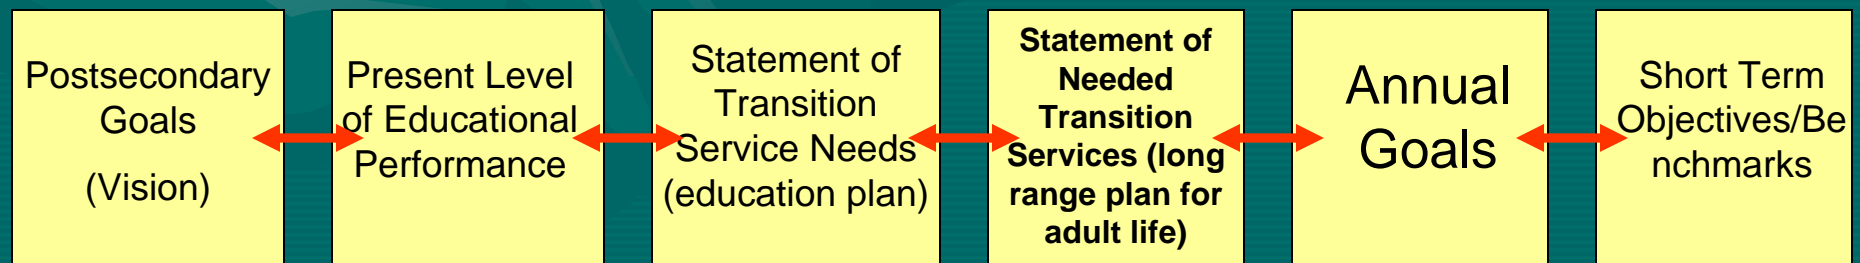 Postsecondary
Goals
(Vision)
Present Level
of Educational
Performance
Statement of
Transition
Service Needs
(education plan)
Statement of
Needed
Transition
Services (long
range plan for
adult life)
Annual
Goals
Short Term
Objectives/Be
nchmarks